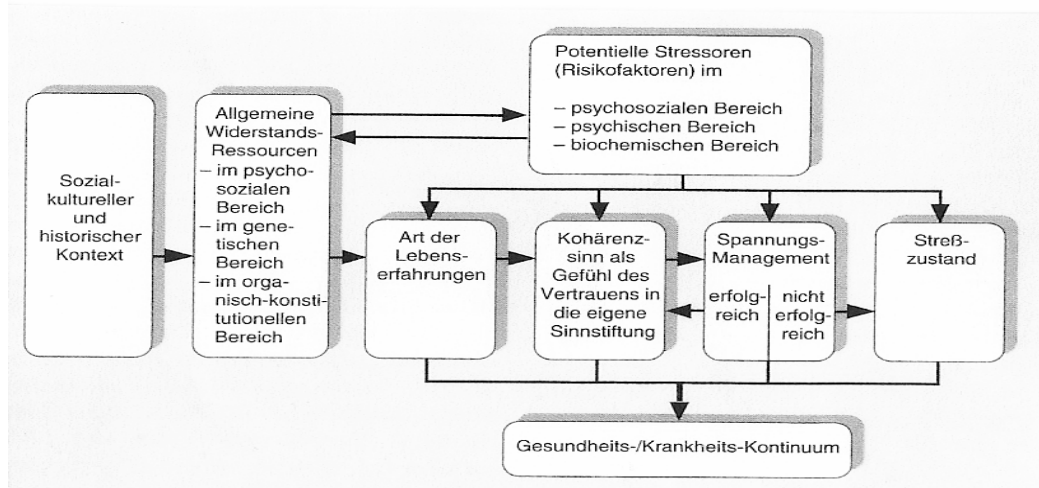 Potentielle Stressoren
(Risikofaktoren) im
– psychosozialen Bereich
– psychischen Bereich
– biochemischen Bereich
Sozial-
kultureller
und
historischer
Kontext
Allgemeine
Widerstands-
Ressourcen
– im psycho-
sozialen
Bereich
– im gene-
tischen
Bereich
– im orga-
nisch-konsti-
tutionellen
Bereich
Art der
Lebens-
erfahrungen
Kohärenz-
sinn als
Gefühl des
Vertrauens in
die eigene
Sinnstiftung
Spannungs-
Management
erfolg-
reich
nicht
erfolg-
reich
Streß-
zustand
Gesundheits-/Krankheits-Kontinuum